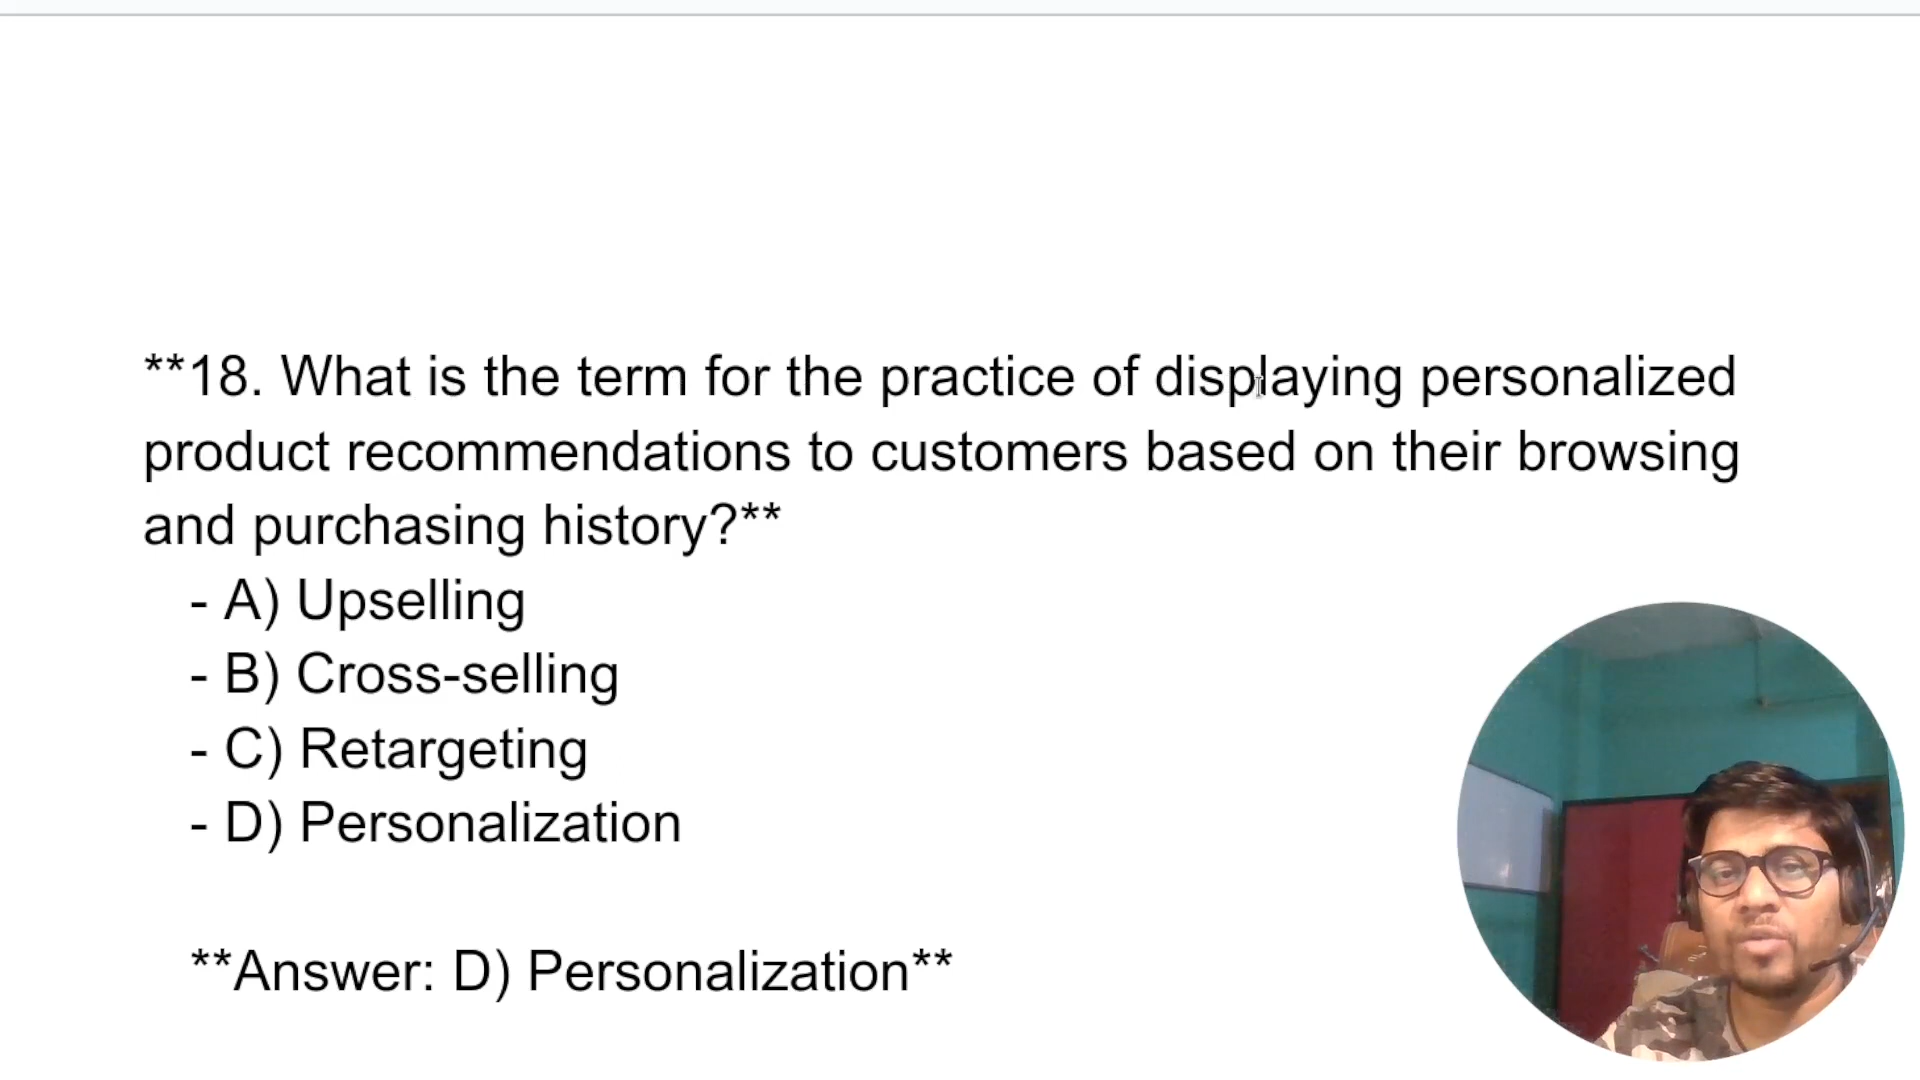 **18. What is the term for the practice of displaying personalized
product recommendations to customers based on their browsing
and purchasing history?**
- A) Upselling
- B) Cross-selling
- C) Retargeting
- D) Personalization
**Answer: D) Personalization**